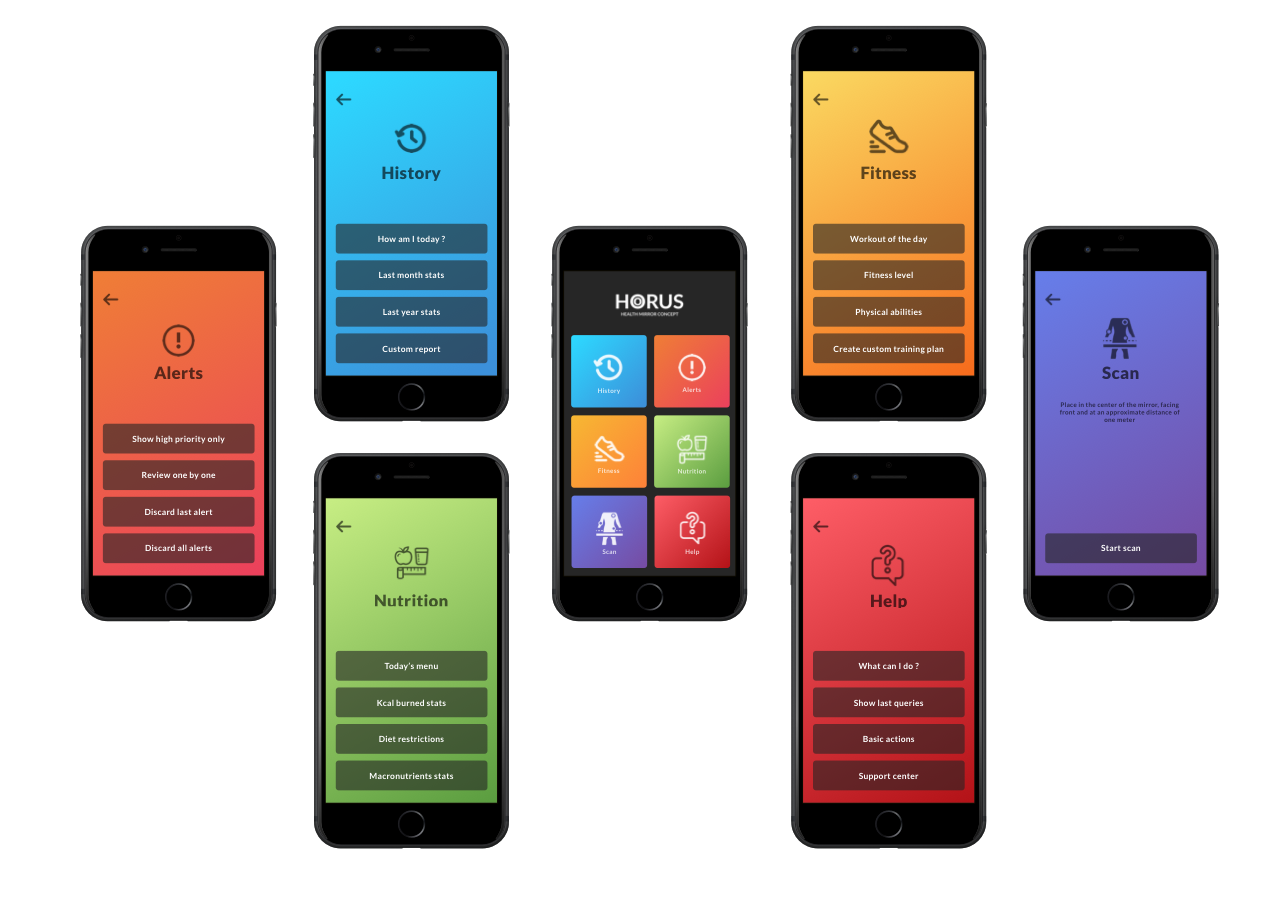 History
How am I today ?
Last month stats
Last year stats
Custom report
Fitness
Workout of the day
Fitness level
Physical abilities
Create custom training plan
Alerts
Show high priority only
Review one by one
Discard last alert
Discard all alerts
HORUS
HEALTH MIRROR CONCEPT
History
Alerts
Fitness
Nutrition
Scan
Help
Scan
Place in the center of the mirror, facing
front and at an approximate distance of
one meter
Start scan
Nutrition
Today's menu
Kcal burned stats
Diet restrictions
Macronutrients stats
Help
What can I do ?
Show last queries
Basic actions
Support center